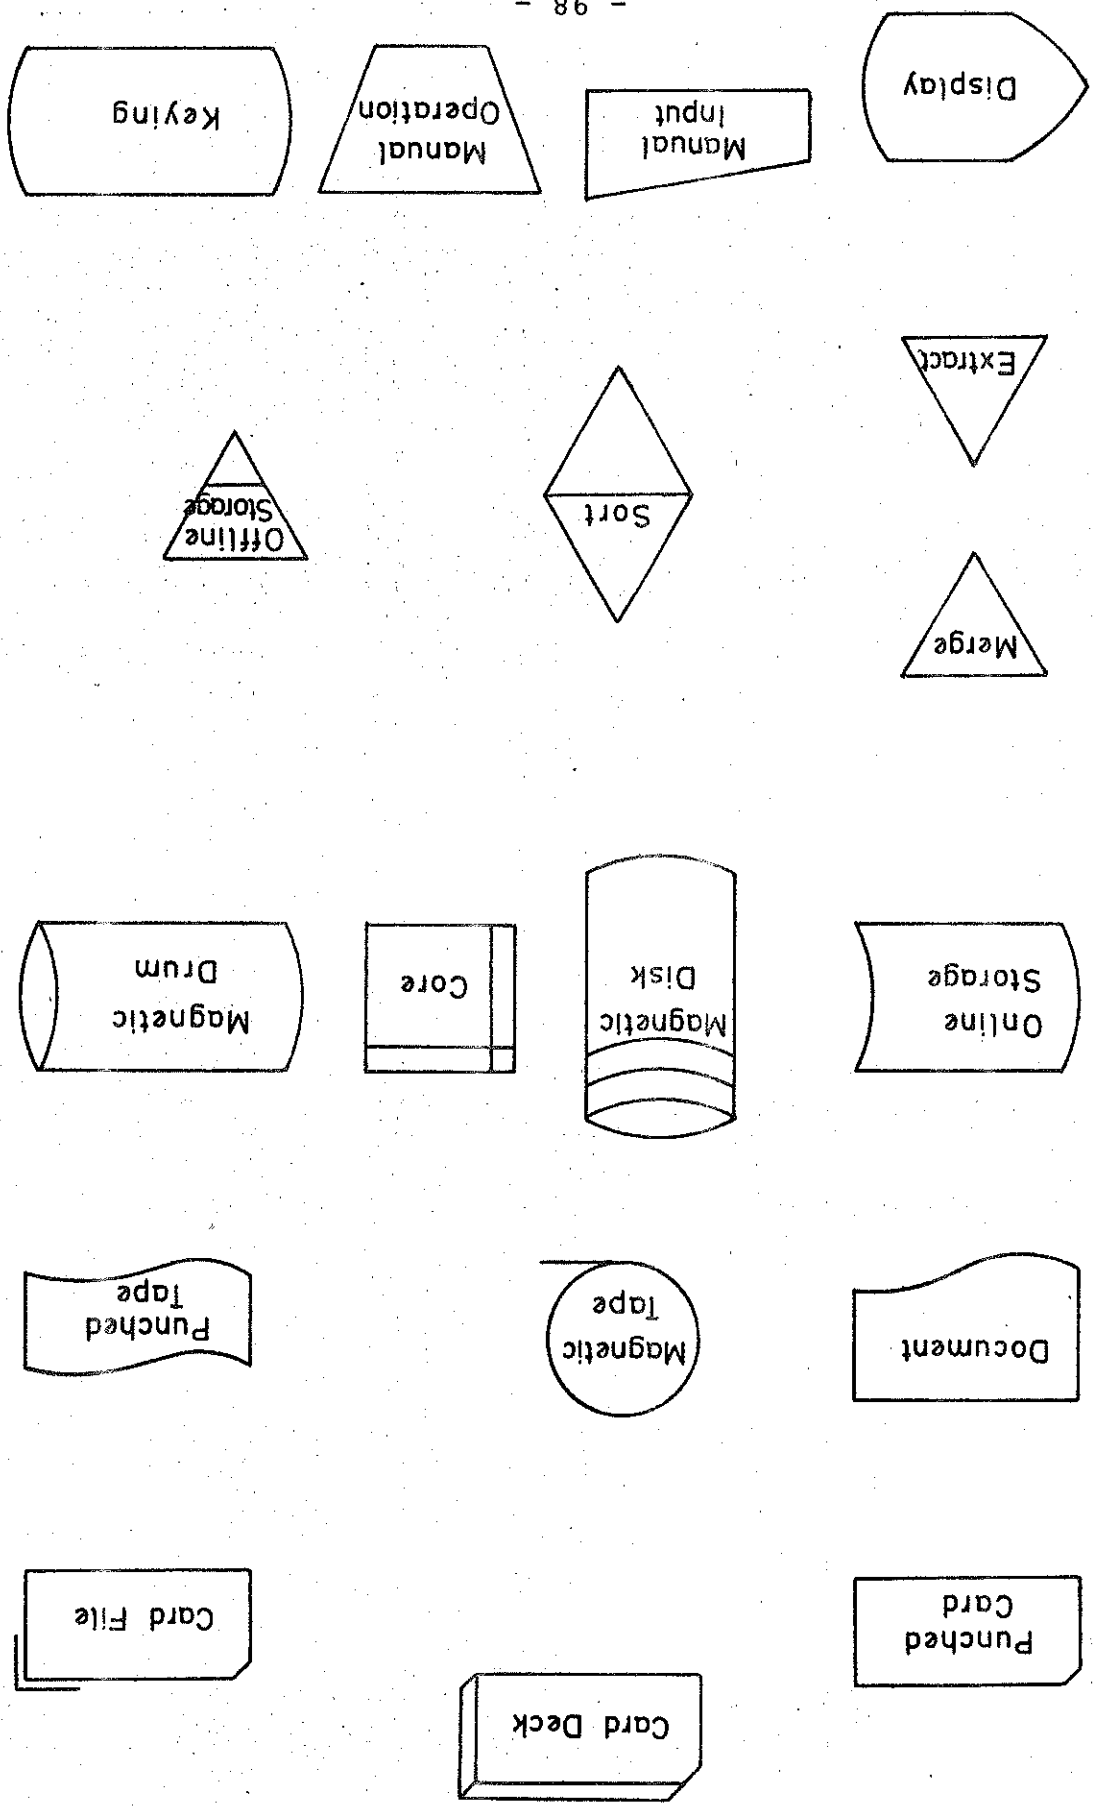 Card Deck
Punched
Card
Card File
Document
Magnetic
Tape
Punched
Tape
Online
Storage
Magnetic
Disk
Core
Magnetic
Drum
Merge
Sort
Offline
Storage
Extract
Display
Manual
Input
Manual
Operation
Keying
- 98 -